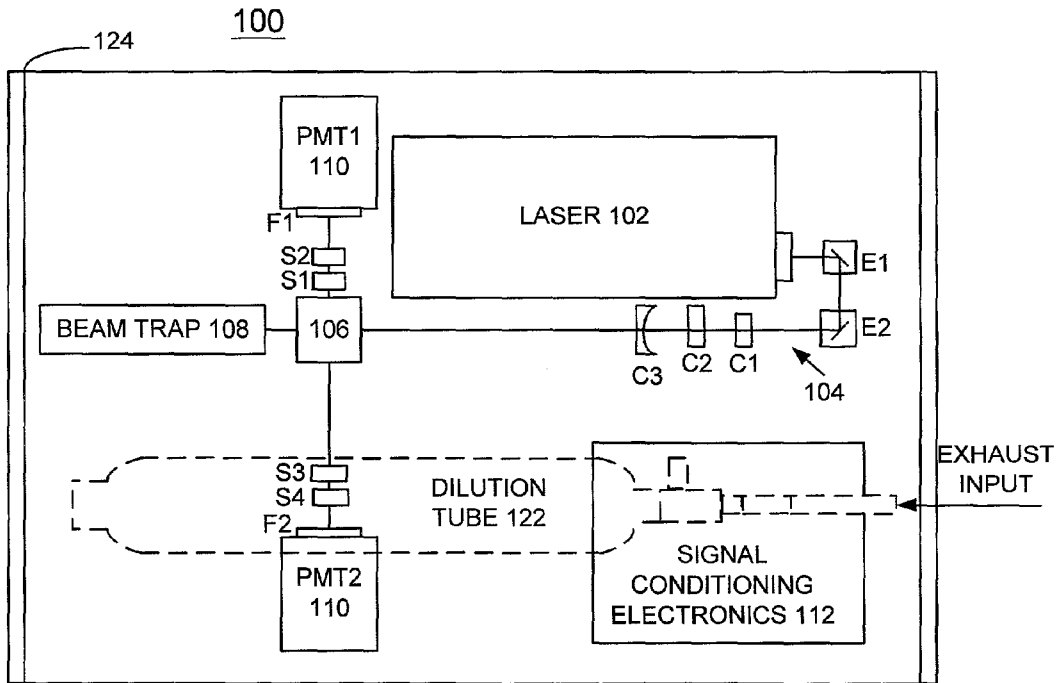 100
124
PMT1
110
F1
S2
S1
LASER 102
E1
BEAM TRAP 108
106
E2
C3
C2
C1
104
S3
S4
F2
DILUTION
TUBE 122
EXHAUST
INPUT
PMT2
110
SIGNAL
CONDITIONING
ELECTRONICS 112